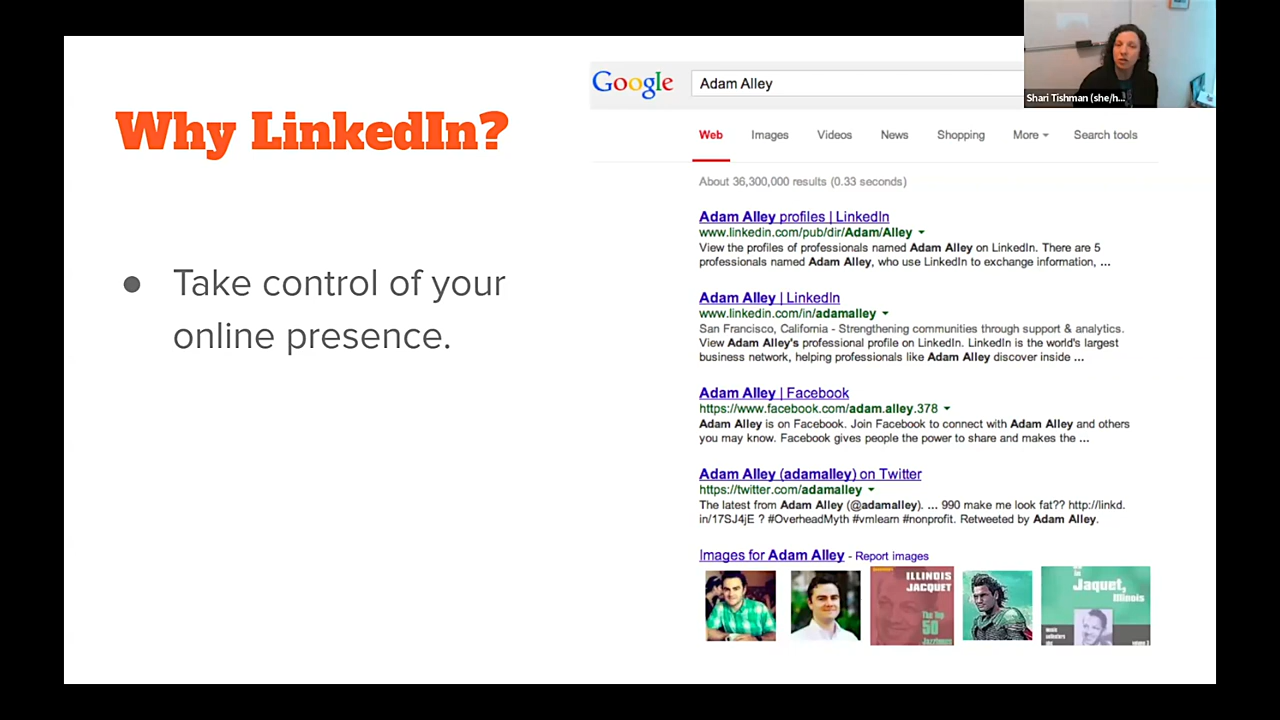 Why LinkedIn?
● Take control of your
online presence.
Google
Adam Alley
Shari Tishman (she/h...
Web Images Videos News Shopping More Search tools
About 36,300,000 results (0.33 seconds)
Adam Alley profiles | LinkedIn
www.linkedin.com/pub/dir/Adam/Alley
View the profiles of professionals named Adam Alley on LinkedIn. There are 5
professionals named Adam Alley, who use LinkedIn to exchange information, ...
Adam Alley | LinkedIn
www.linkedin.com/in/adamalley
San Francisco, California - Strengthening communities through support & analytics.
View Adam Alley's professional profile on LinkedIn. LinkedIn is the world's largest
business network, helping professionals like Adam Alley discover inside ...
Adam Alley | Facebook
https://www.facebook.com/adam.alley.378
Adam Alley is on Facebook. Join Facebook to connect with Adam Alley and others
you may know. Facebook gives people the power to share and makes the ...
Adam Alley (adamalley) on Twitter
https://twitter.com/adamalley
The latest from Adam Alley (@adamalley). ... 990 make me look fat?? http://linkd.
in/17SJ4jE ? #OverheadMyth #vmlearn #nonprofit. Retweeted by Adam Alley.
Images for Adam Alley - Report images
ILLINOIS
JACQUET
The Top
50
Jaquet,
Illinois